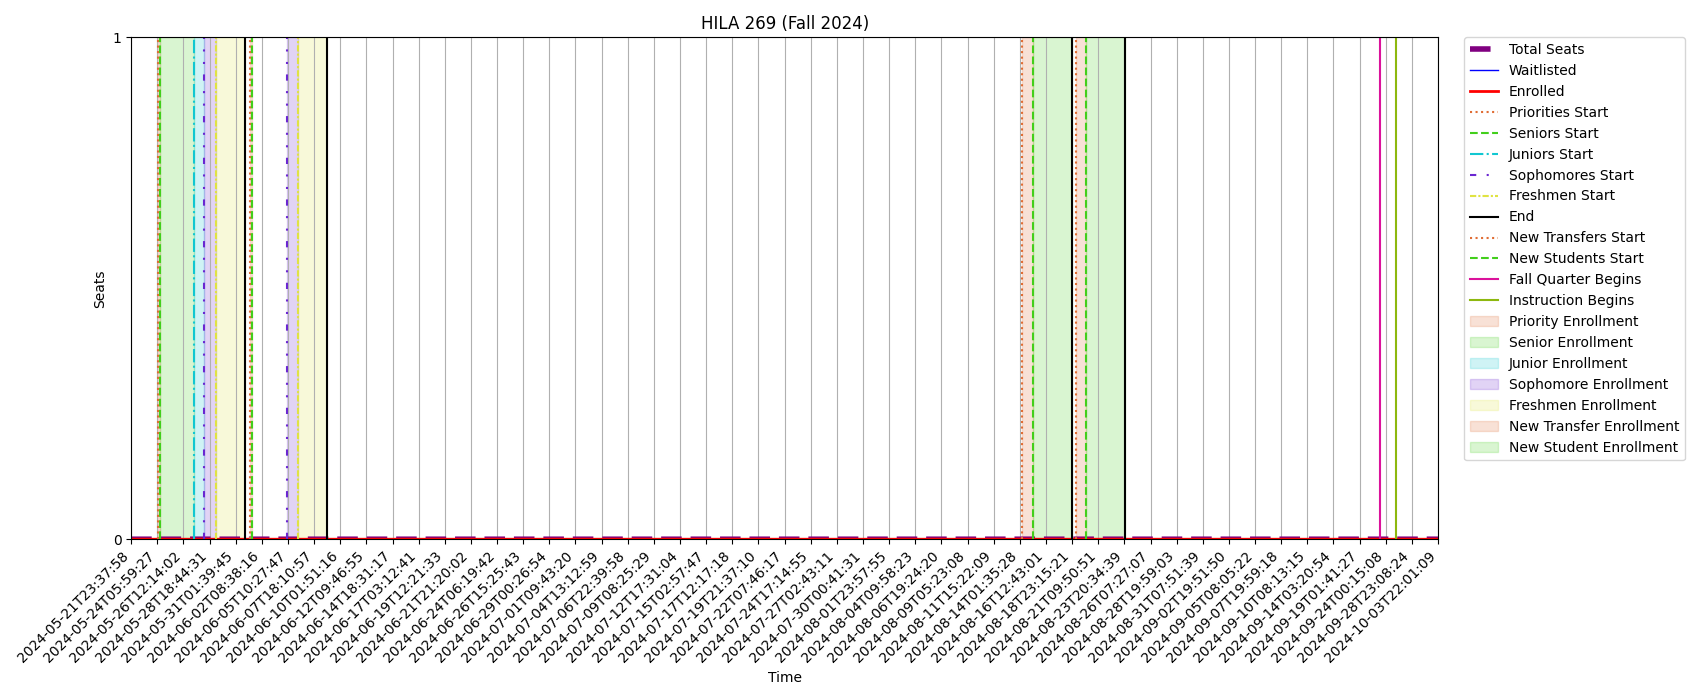 HILA 269 (Fall 2024)
1
0
Seats
2024-05-21T23:37:58
2024-05-24T05:59:27
2024-05-26T12:14:02
2024-05-28T18:44:31
2024-05-31T01:39:45
2024-06-02T08:38:16
2024-06-05T10:27:47
2024-06-07T18:10:57
2024-06-10T01:51:16
2024-06-12T09:46:55
2024-06-14T18:31:17
2024-06-17T03:12:41
2024-06-19T12:21:33
2024-06-21T21:20:02
2024-06-24T06:19:42
2024-06-26T15:25:43
2024-06-29T00:26:54
2024-07-01T09:43:20
2024-07-04T13:12:59
2024-07-06T22:39:58
2024-07-09T08:25:29
2024-07-12T17:31:04
2024-07-15T02:57:47
2024-07-17T12:17:18
2024-07-19T21:37:10
2024-07-22T07:46:17
2024-07-24T17:14:55
2024-07-27T02:43:11
2024-07-30T00:41:31
2024-08-01T23:57:55
2024-08-04T09:58:23
2024-08-06T19:24:20
2024-08-09T05:23:08
2024-08-11T15:22:09
2024-08-14T01:35:28
2024-08-16T12:43:01
2024-08-18T23:15:21
2024-08-21T09:50:51
2024-08-23T20:34:39
2024-08-26T07:27:07
2024-08-28T19:59:03
2024-08-31T07:51:39
2024-09-02T19:51:50
2024-09-05T08:05:22
2024-09-07T19:59:18
2024-09-10T08:13:15
2024-09-14T03:20:54
2024-09-19T01:41:27
2024-09-24T00:15:08
2024-09-28T23:08:24
2024-10-03T22:01:09
Time
Total Seats
Waitlisted
Enrolled
Priorities Start
Seniors Start
Juniors Start
Sophomores Start
Freshmen Start
End
New Transfers Start
New Students Start
Fall Quarter Begins
Instruction Begins
Priority Enrollment
Senior Enrollment
Junior Enrollment
Sophomore Enrollment
Freshmen Enrollment
New Transfer Enrollment
New Student Enrollment